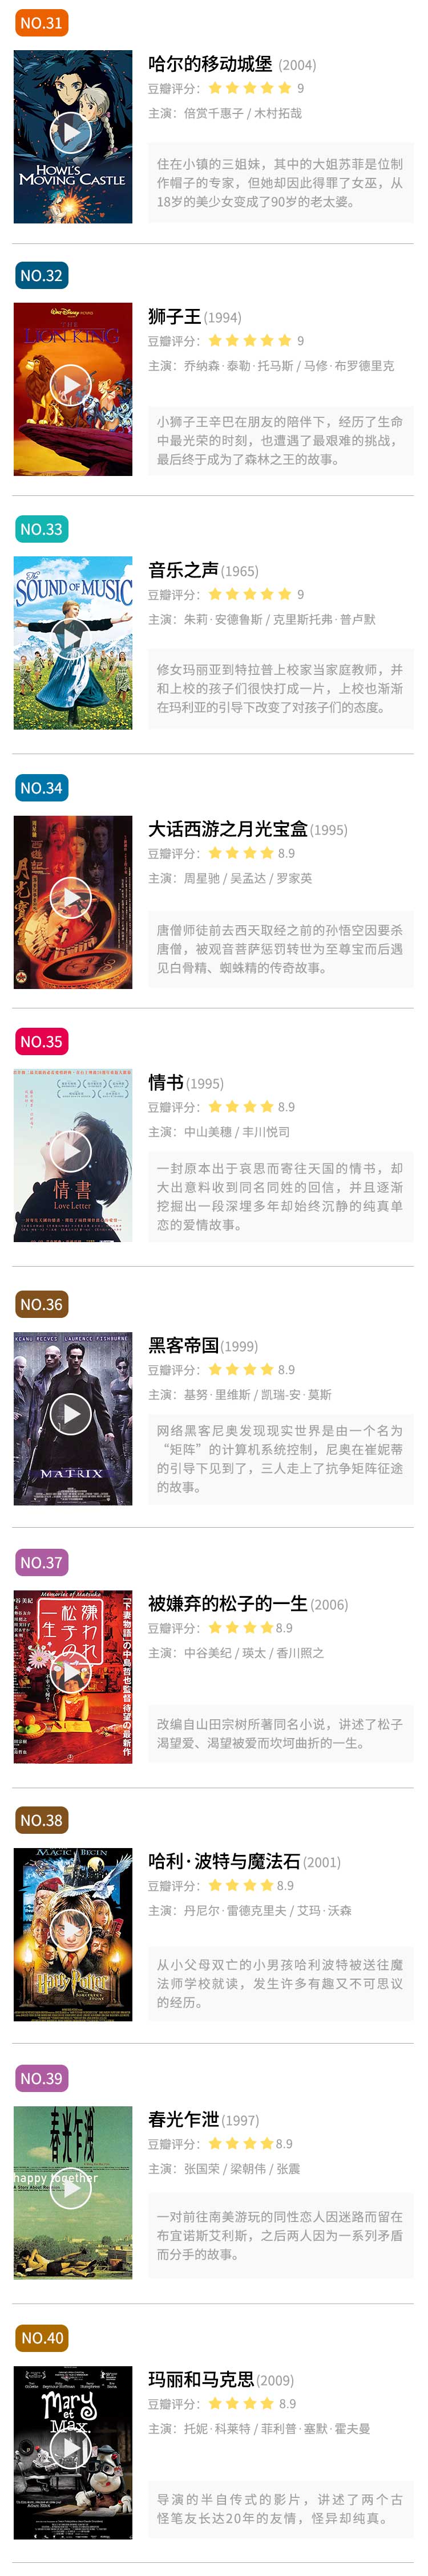 NO.31
哈尔的移动城堡 (2004)
豆瓣评分： 9
主演：倍赏千惠子 / 木村拓哉
HOWL'S
MOVING CASTLE
住在小镇的三姐妹，其中的大姐苏菲是位制
作帽子的专家，但她却因此得罪了女巫，从
18岁的美少女变成了90岁的老太婆。
NO.32
WALT DISNEY PICTURES
THE
LION KING
狮子王(1994)
豆瓣评分： 9
主演：乔纳森·泰勒·托马斯 / 马修·布罗德里克
小狮子王辛巴在朋友的陪伴下，经历了生命
中最光荣的时刻，也遭遇了最艰难的挑战，
最后终于成为了森林之王的故事。
NO.33
The
SOUND OF MUSIC
音乐之声(1965)
豆瓣评分： 9
主演：朱莉·安德鲁斯 / 克里斯托弗·普卢默
修女玛丽亚到特拉普上校家当家庭教师，并
和上校的孩子们很快打成一片，上校也渐渐
在玛利亚的引导下改变了对孩子们的态度。
NO.34
周星驰
西遊記
月光寶
大话西游之月光宝盒(1995)
豆瓣评分： 8.9
主演：周星驰 / 吴孟达 / 罗家英
唐僧师徒前去西天取经之前的孙悟空因要杀
唐僧，被观音菩萨惩罚转世为至尊宝而后遇
见白骨精、蜘蛛精的传奇故事。
NO.35
情書
Love Letter
情书(1995)
豆瓣评分： 8.9
主演：中山美穗 / 丰川悦司
一封原本出于哀思而寄往天国的情书，却
大出意料收到同名同姓的回信，并且逐渐
挖掘出一段深埋多年却始终沉静的纯真单
恋的爱情故事。
NO.36
KEANU REEVES LAURENCE FISHBURNE
MATRIX
黑客帝国(1999)
豆瓣评分： 8.9
主演：基努·里维斯 / 凯瑞-安·莫斯
网络黑客尼奥发现现实世界是由一个名为
“矩阵”的计算机系统控制，尼奥在崔妮蒂
的引导下见到了，三人走上了抗争矩阵征途
的故事。
NO.37
Memories of Matsuko
嫌われ
松子の
一生
「下妻物語」の中島哲也監督待望の最新作
被嫌弃的松子的一生(2006)
豆瓣评分： 8.9
主演：中谷美纪 / 瑛太 / 香川照之
改编自山田宗树所著同名小说，讲述了松子
渴望爱、渴望被爱而坎坷曲折的一生。
NO.38
MAGIC BEGIN
Harry Potter
哈利·波特与魔法石(2001)
豆瓣评分： 8.9
主演：丹尼尔·雷德克里夫 / 艾玛·沃森
从小父母双亡的小男孩哈利波特被送往魔
法师学校就读，发生许多有趣又不可思议
的经历。
NO.39
春光乍洩
happy together
A Story About Reunion
春光乍泄(1997)
豆瓣评分： 8.9
主演：张国荣 / 梁朝伟 / 张震
一对前往南美游玩的同性恋人因迷路而留在
布宜诺斯艾利斯，之后两人因为一系列矛盾
而分手的故事。
NO.40
Mary
et
Max.
玛丽和马克思(2009)
豆瓣评分： 8.9
主演：托妮·科莱特 / 菲利普·塞默·霍夫曼
导演的半自传式的影片，讲述了两个古
怪笔友长达20年的友情，怪异却纯真。